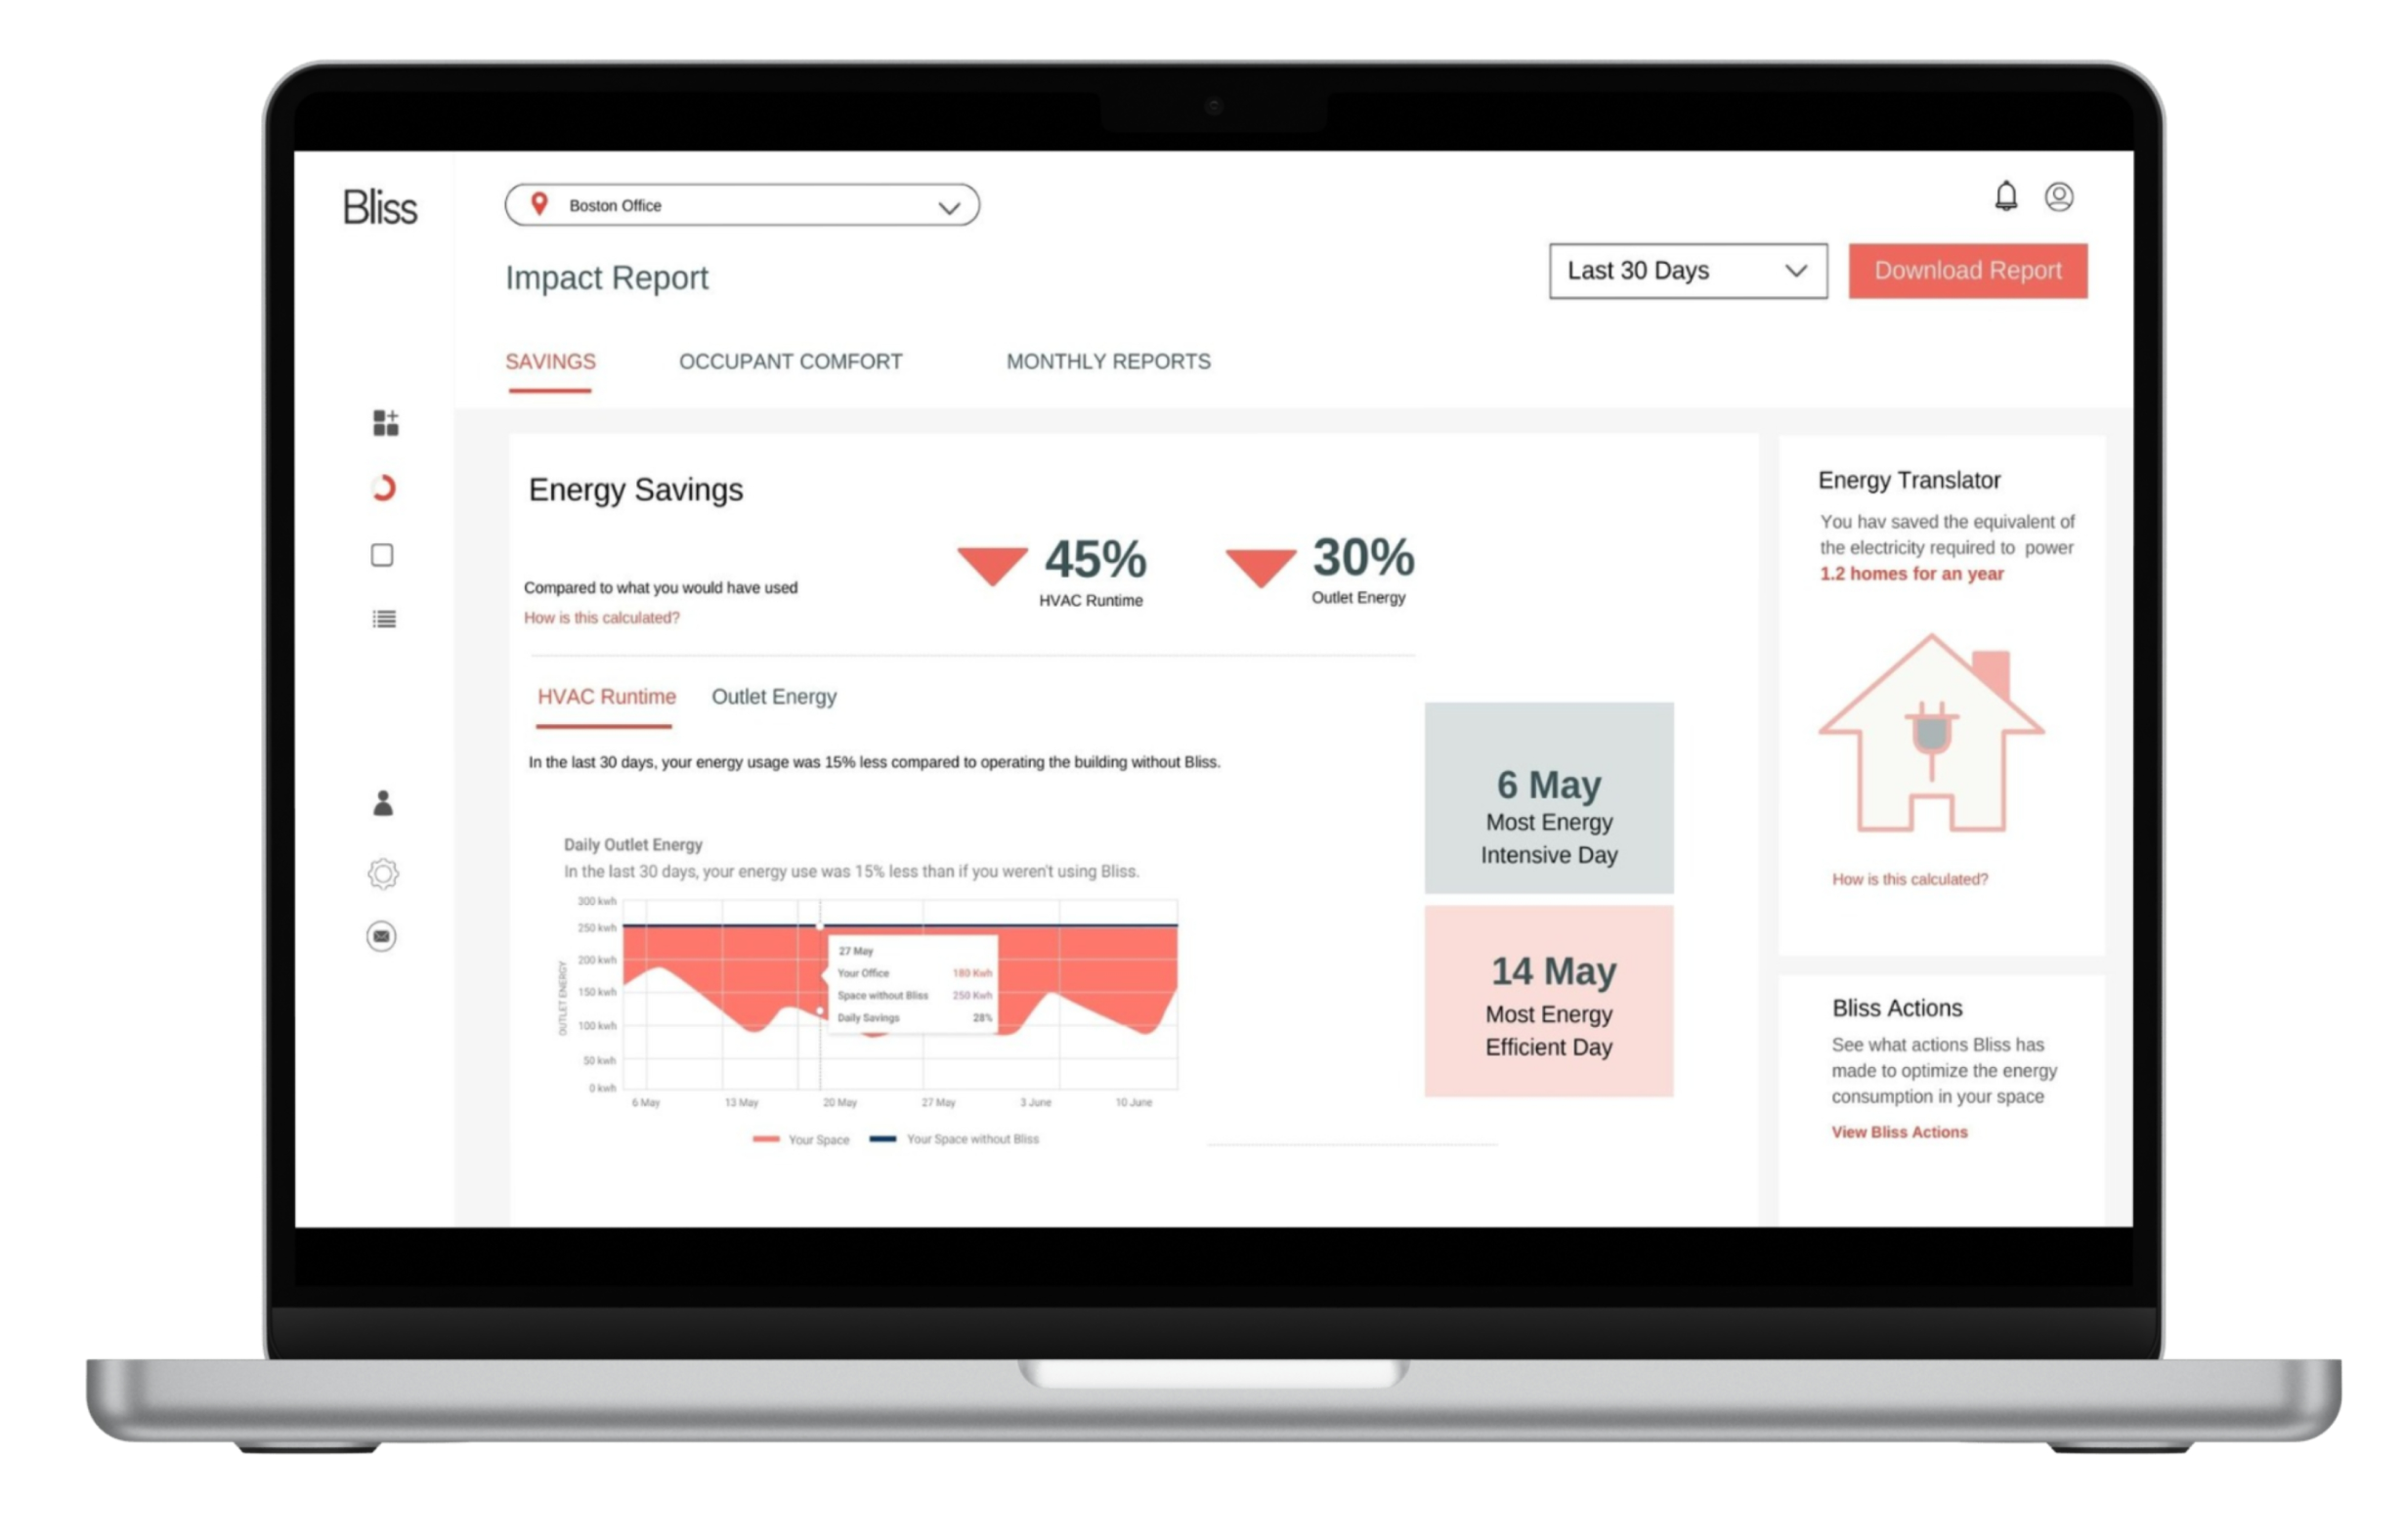 Bliss
Boston Office
Impact Report
Last 30 Days
Download Report
SAVINGS
OCCUPANT COMFORT
MONTHLY REPORTS
Energy Savings
45%
HVAC Runtime
30%
Outlet Energy
Compared to what you would have used
How is this calculated?
HVAC Runtime
Outlet Energy
In the last 30 days, your energy usage was 15% less compared to operating the building without Bliss.
Daily Outlet Energy
In the last 30 days, your energy use was 15% less than if you weren't using Bliss.
OUTLET ENERGY
300 kwh
250 kwh
200 kwh
150 kwh
100 kwh
50 kwh
0 kwh
27 May
Your Office 180 Kwh
Space without Bliss 250 Kwh
Daily Savings 28%
6 May
13 May
20 May
27 May
3 June
10 June
Your Space
Your Space without Bliss
6 May
Most Energy
Intensive Day
14 May
Most Energy
Efficient Day
Energy Translator
You hav saved the equivalent of
the electricity required to power
1.2 homes for an year
How is this calculated?
Bliss Actions
See what actions Bliss has
made to optimize the energy
consumption in your space
View Bliss Actions